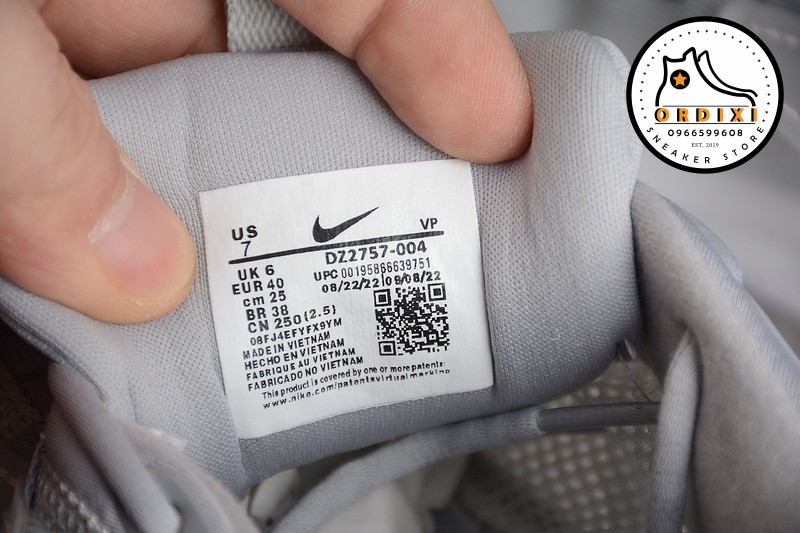 US
7
VP
DZ2757-004
UK 6
UPC 00195866639751
EUR 40
08/22/22 09/08/22
cm 25
BR 38
CN 250(2.5)
08FJ4EFYFX9YM
MADE IN VIETNAM
HECHO EN VIETNAM
FABRIQUE AU VIETNAM
FABRICADO NO VIETNAM
This product is covered by one or more patents:
www.nike.com/patentsvirtualmarking
ORDIXI
0966599608
EST. 2019
SNEAKER STORE